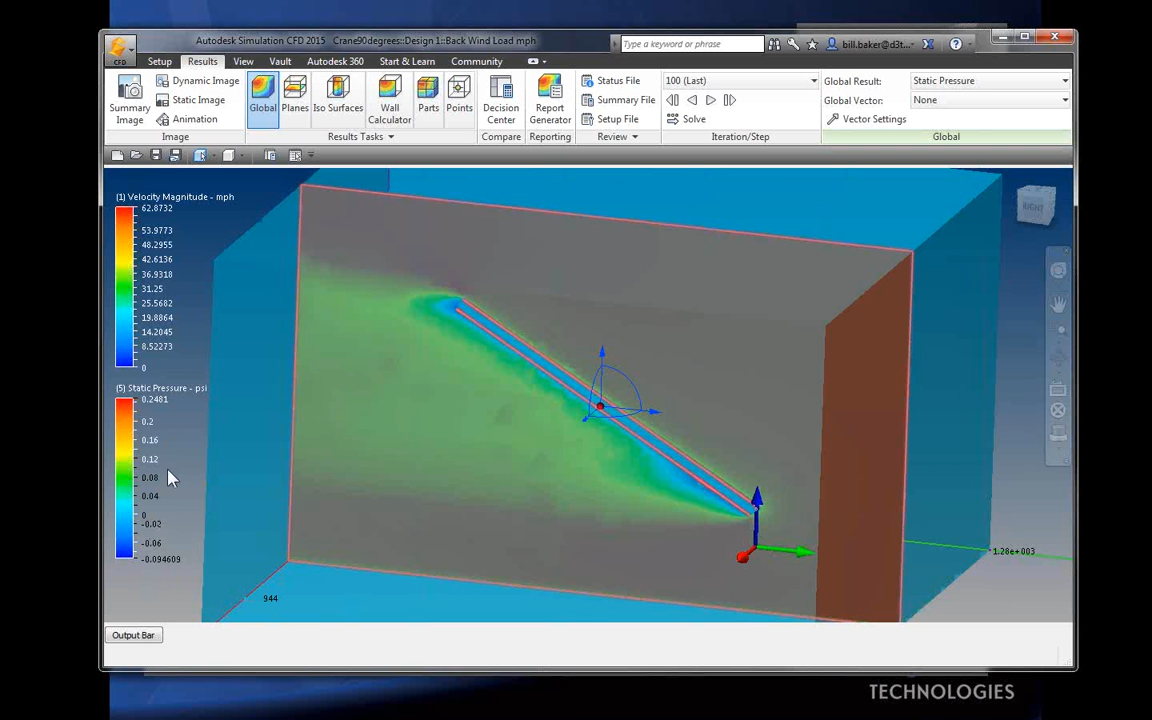 Autodesk Simulation CFD 2015 Crane90degrees::Design 1::Back Wind Load mph
Type a keyword or phrase
bill.baker@d3t...
CFD
Setup
Results
View
Vault
Autodesk 360
Start & Learn
Community
Summary Image
Dynamic Image
Static Image
Animation
Image
Global
Planes
Iso Surfaces
Wall Calculator
Parts
Points
Results Tasks
Decision Center
Compare
Report Generator
Reporting
Status File
Summary File
Setup File
Review
100 (Last)
Solve
Iteration/Step
Global Result: Static Pressure
Global Vector: None
Vector Settings
Global
(1) Velocity Magnitude - mph
62.8732
53.9773
48.2955
42.6136
36.9318
31.25
25.5682
19.8864
14.2045
8.52273
0
(5) Static Pressure - psi
0.2481
0.2
0.16
0.12
0.08
0.04
0
-0.02
-0.06
-0.094609
RIGHT
1.28e+003
944
Output Bar
TECHNOLOGIES